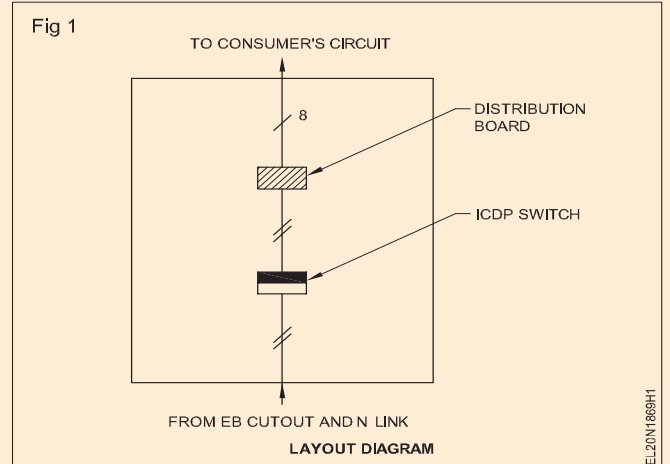 Fig 1
TO CONSUMER'S CIRCUIT
8
DISTRIBUTION
BOARD
ICDP SWITCH
FROM EB CUTOUT AND N LINK
LAYOUT DIAGRAM
EL20N1869H1